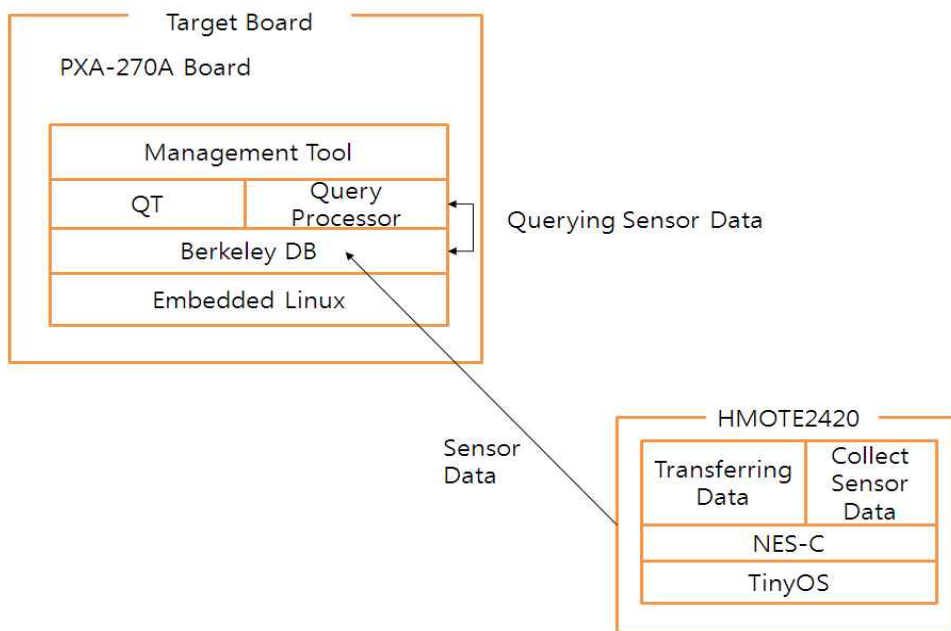 Target Board
PXA-270A Board
Management Tool
QT
Query
Processor
Querying Sensor Data
Berkeley DB
Embedded Linux
Sensor
Data
HMOTE2420
Transferring
Data
Collect
Sensor
Data
NES-C
TinyOS